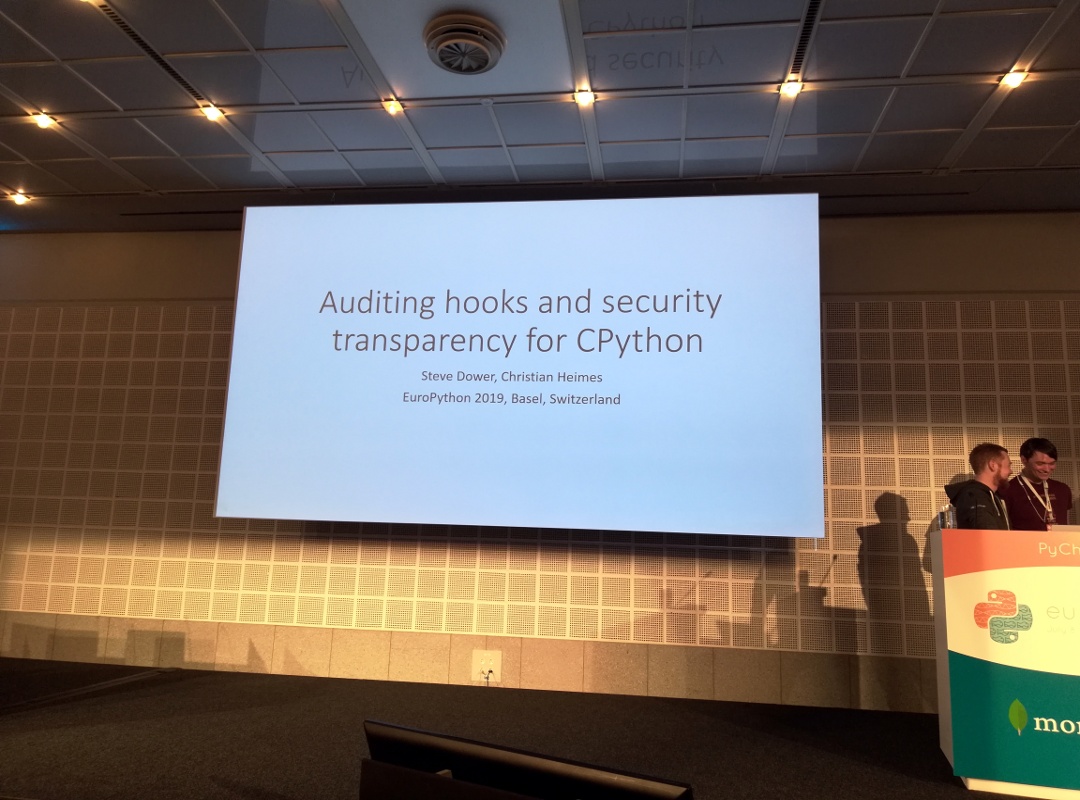 Auditing hooks and security
transparency for CPython
Steve Dower, Christian Heimes
EuroPython 2019, Basel, Switzerland
PyCh
eu
mon